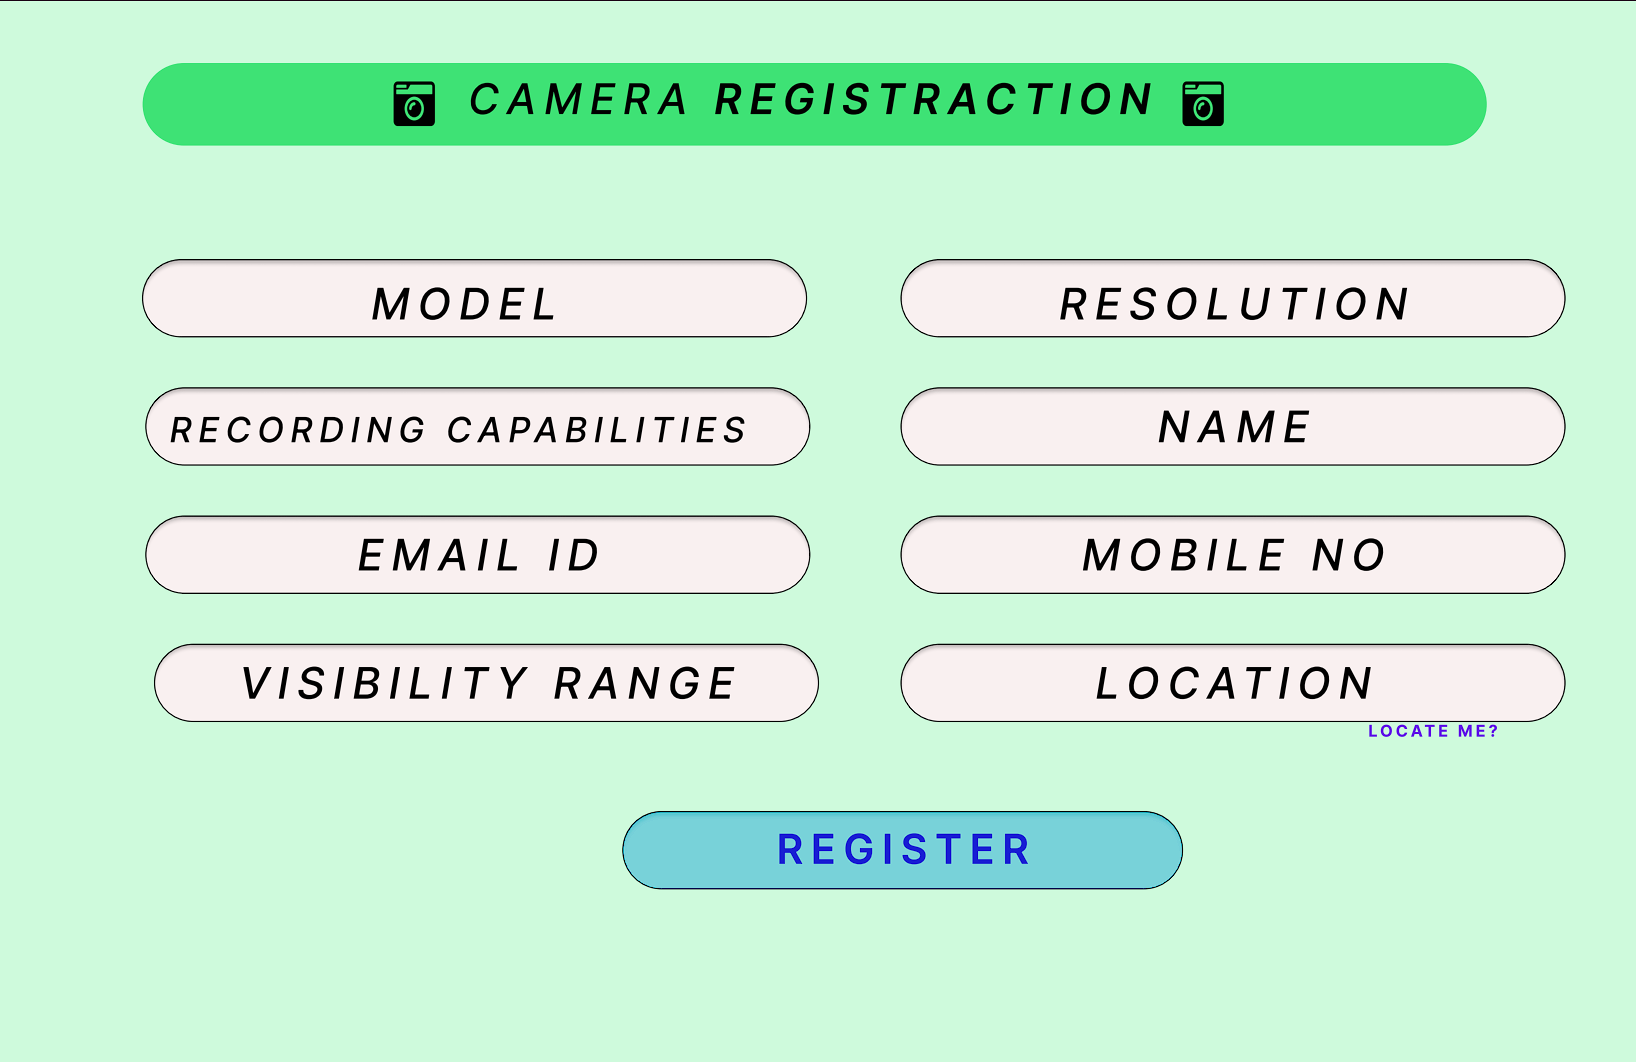 CAMERA REGISTRACTION
MODEL
RESOLUTION
RECORDING CAPABILITIES
NAME
EMAIL ID
MOBILE NO
VISIBILITY RANGE
LOCATION
LOCATE ME?
REGISTER